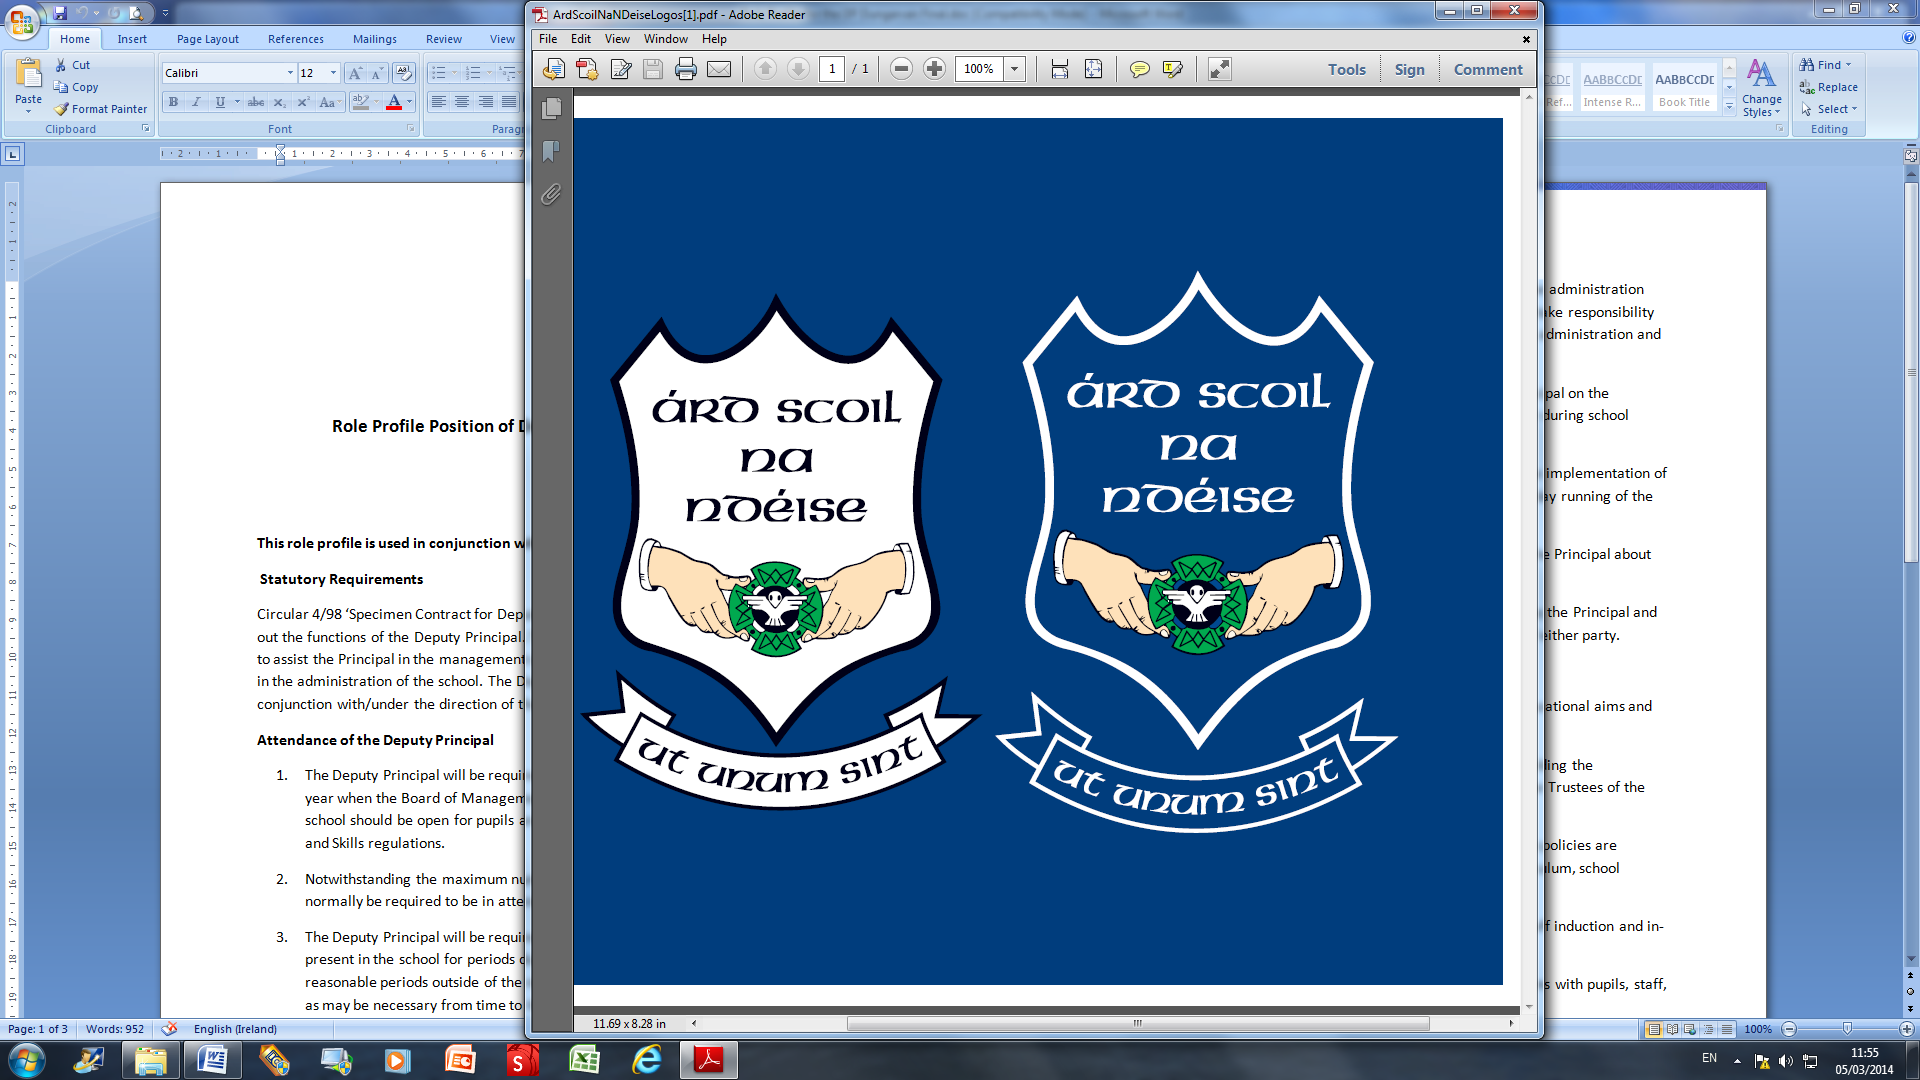 ArdScoilNaNDeiseLogos[1].pdf - Adobe Reader
File Edit View Window Help
1 / 1 100% Tools Sign Comment
Home Insert Page Layout References Mailings Review View
Cut
Copy
Format Painter
Paste
Clipboard
Calibri 12
Font
AaBbCcDc AaBbCcDc
Intense R... Book Title
Change Styles
Find
Replace
Select
Editing
Role Profile Position of
This role profile is used in conjunction
Statutory Requirements
Circular 4/98 ‘Specimen Contract for Dep
out the functions of the Deputy Principal.
to assist the Principal in the management
in the administration of the school. The D
conjunction with/under the direction of t
Attendance of the Deputy Principal
1. The Deputy Principal will be requi
year when the Board of Managem
school should be open for pupils a
and Skills regulations.
2. Notwithstanding the maximum nu
normally be required to be in atte
3. The Deputy Principal will be requi
present in the school for periods
reasonable periods outside of the
as may be necessary from time to
ÁRD SCOIL
NA
NDÉISE
UT UNUM SINT
ÁRD SCOIL
NA
NDÉISE
UT UNUM SINT
administration
ke responsibility
dministration and
pal on the
during school
implementation of
ay running of the
e Principal about
the Principal and
either party.
ational aims and
ing the
Trustees of the
policies are
lum, school
f induction and in-
s with pupils, staff,
11.69 x 8.28 in
Page: 1 of 3 Words: 952 English (Ireland) 100%
EN 11:55
05/03/2014